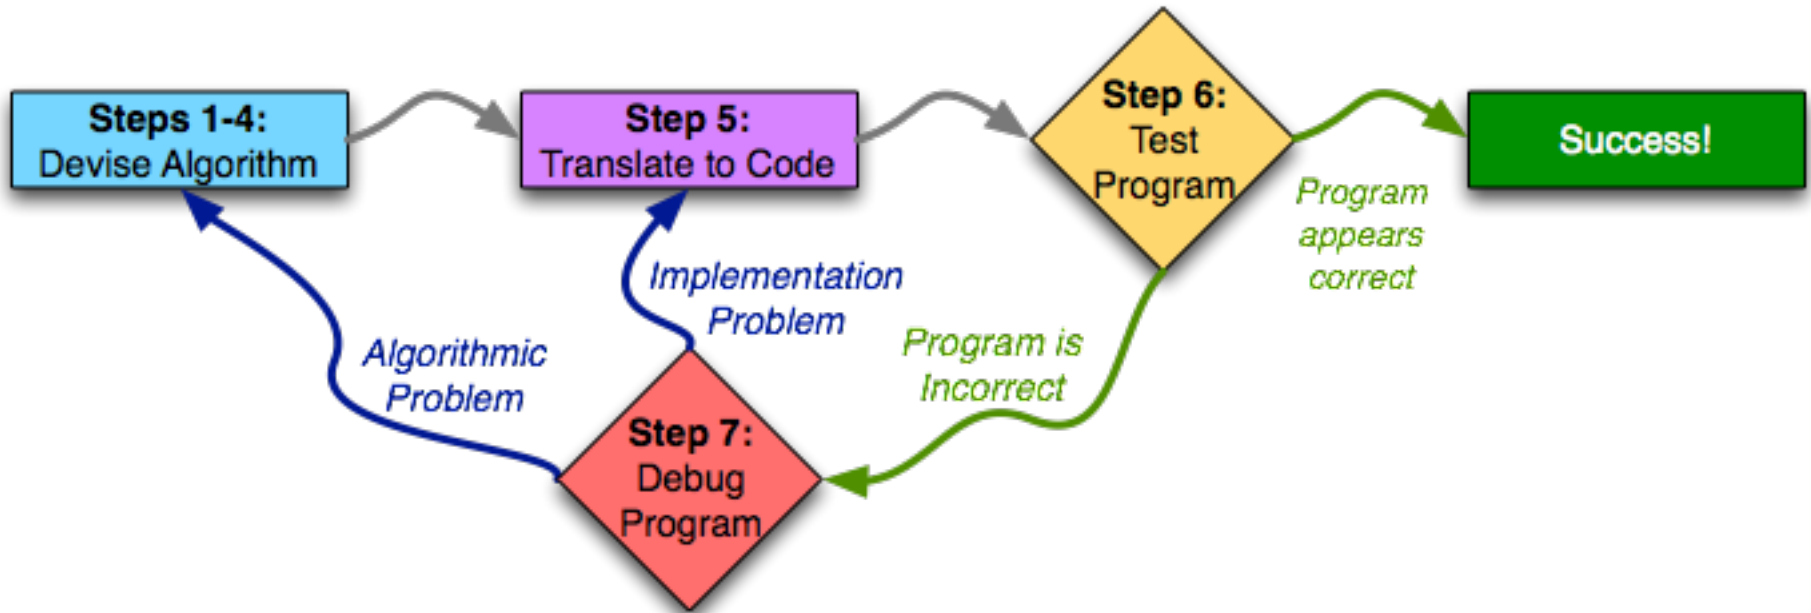 Steps 1-4:
Devise Algorithm
Step 5:
Translate to Code
Step 6:
Test
Program
Success!
Program
appears
correct
Implementation
Problem
Algorithmic
Problem
Program is
Incorrect
Step 7:
Debug
Program